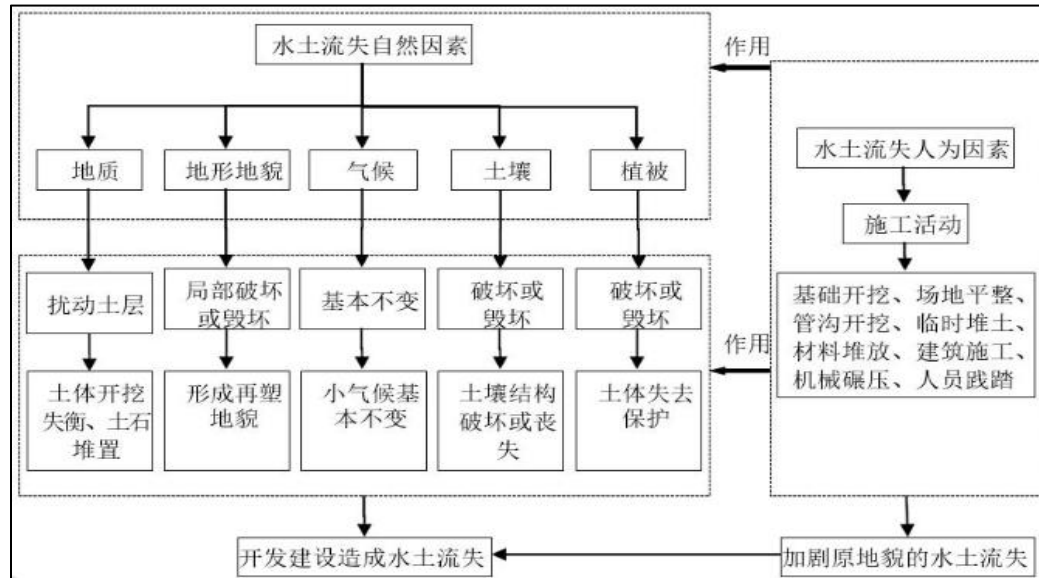 水土流失自然因素
作用
地质
地形地貌
气候
土壤
植被
水土流失人为因素
施工活动
扰动土层
局部破坏
或毁坏
基本不变
破坏或
毁坏
破坏或
毁坏
基础开挖、场地平整、
管沟开挖、临时堆土、
材料堆放、建筑施工、
机械碾压、人员践踏
作用
土体开挖
失衡、土石
堆置
形成再塑
地貌
小气候基
本不变
土壤结构
破坏或丧
失
土体失去
保护
开发建设造成水土流失
加剧原地貌的水土流失